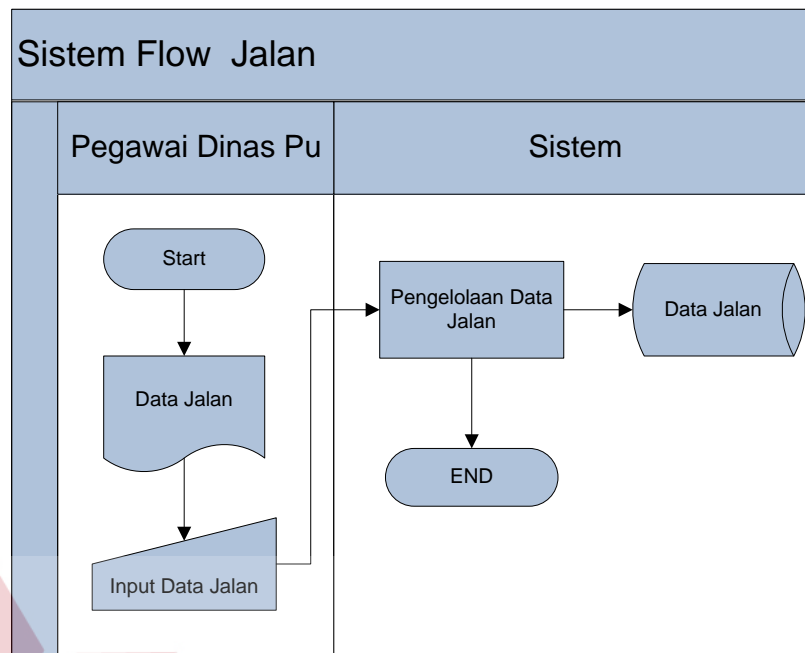 Sistem Flow Jalan
Pegawai Dinas Pu
Sistem
Start
Data Jalan
Input Data Jalan
Pengelolaan Data
Jalan
Data Jalan
END